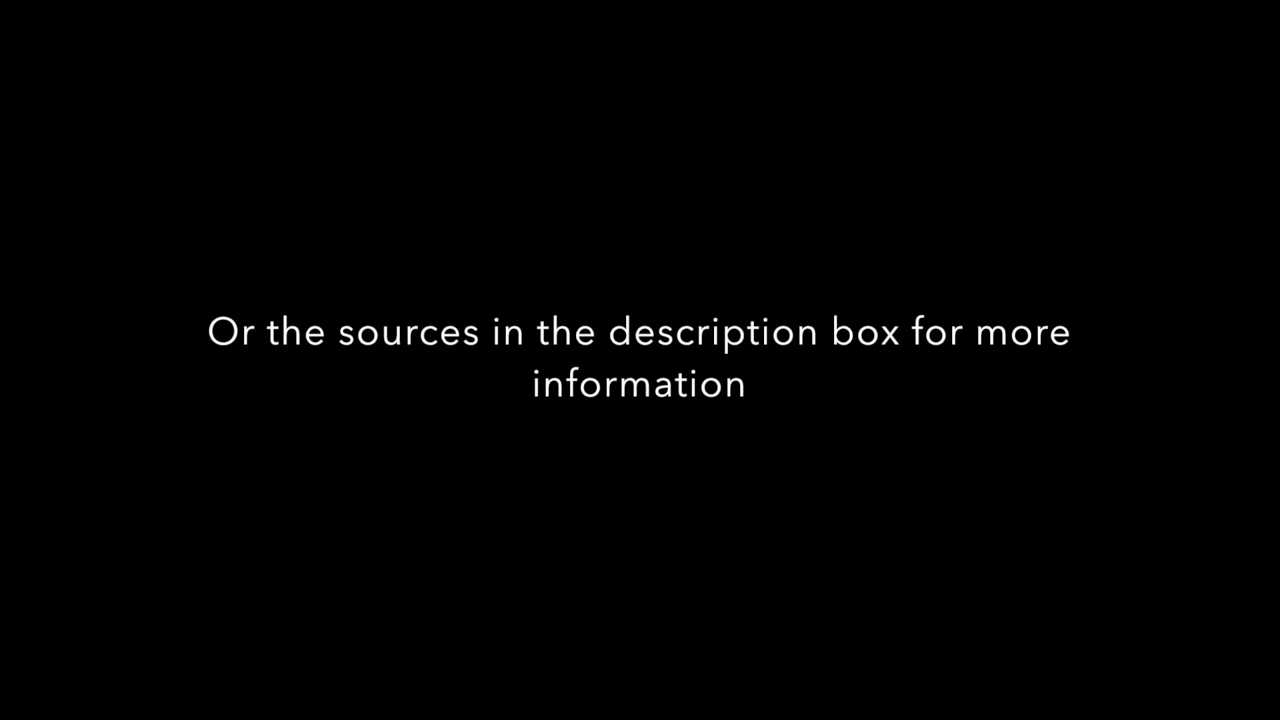 Or the sources in the description box for more
information